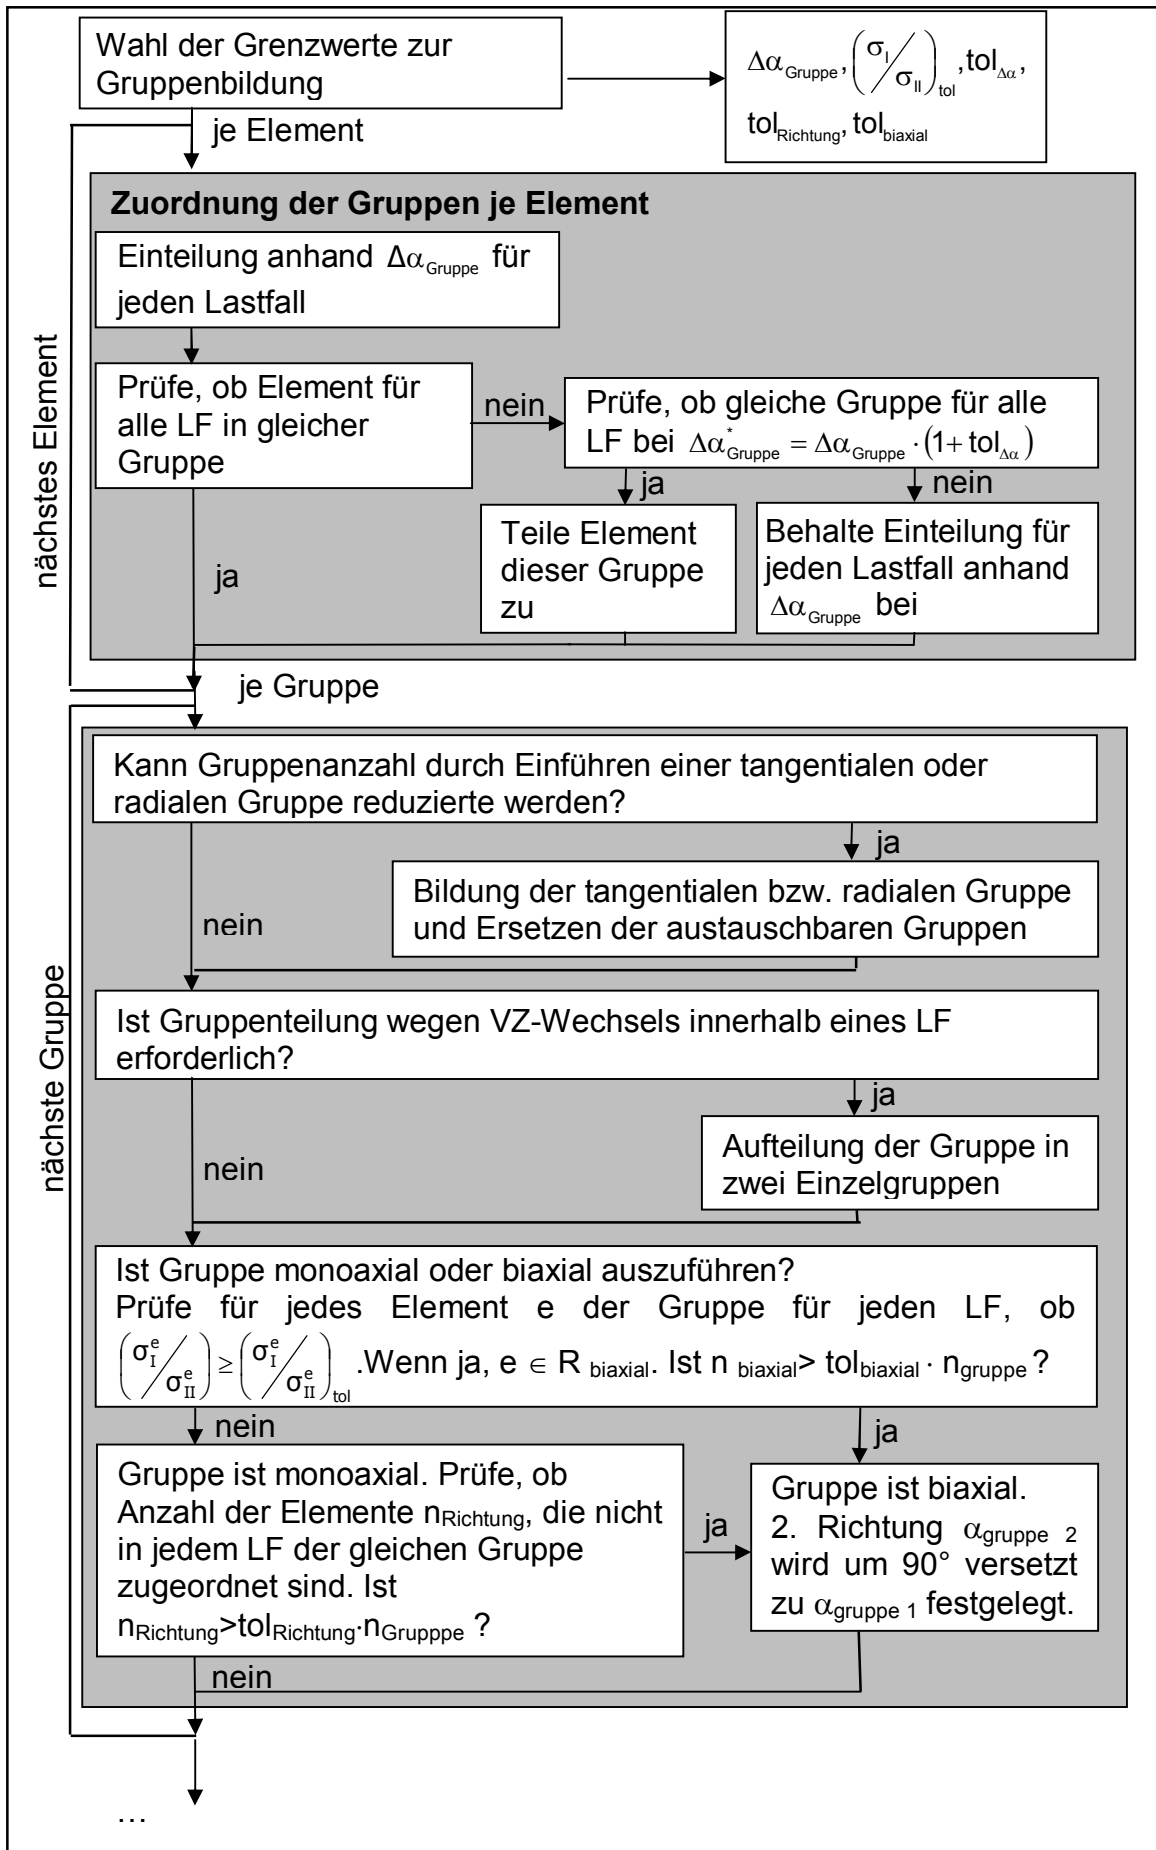 Wahl der Grenzwerte zur
Gruppenbildung
Δα_Gruppe, (σ_I/σ_II)_tol, tol_Δα,
tol_Richtung, tol_biaxial
je Element
nächstes Element
Zuordnung der Gruppen je Element
Einteilung anhand Δα_Gruppe für
jeden Lastfall
Prüfe, ob Element für
alle LF in gleicher
Gruppe
nein
Prüfe, ob gleiche Gruppe für alle
LF bei Δα*_Gruppe = Δα_Gruppe · (1+ tol_Δα)
ja
nein
ja
Teile Element
dieser Gruppe
zu
Behalte Einteilung für
jeden Lastfall anhand
Δα_Gruppe bei
je Gruppe
nächste Gruppe
Kann Gruppenanzahl durch Einführen einer tangentialen oder
radialen Gruppe reduzierte werden?
ja
nein
Bildung der tangentialen bzw. radialen Gruppe
und Ersetzen der austauschbaren Gruppen
Ist Gruppenteilung wegen VZ-Wechsels innerhalb eines LF
erforderlich?
ja
nein
Aufteilung der Gruppe in
zwei Einzelgruppen
Ist Gruppe monoaxial oder biaxial auszuführen?
Prüfe für jedes Element e der Gruppe für jeden LF, ob
(σ_I^e/σ_II^e) ≥ (σ_I^e/σ_II^e)_tol .Wenn ja, e ∈ R biaxial. Ist n biaxial> tol_biaxial · n_gruppe ?
nein
ja
Gruppe ist monoaxial. Prüfe, ob
Anzahl der Elemente n_Richtung, die nicht
in jedem LF der gleichen Gruppe
zugeordnet sind. Ist
n_Richtung>tol_Richtung·n_Grupppe ?
ja
Gruppe ist biaxial.
2. Richtung α_gruppe 2
wird um 90° versetzt
zu α_gruppe 1 festgelegt.
nein
...